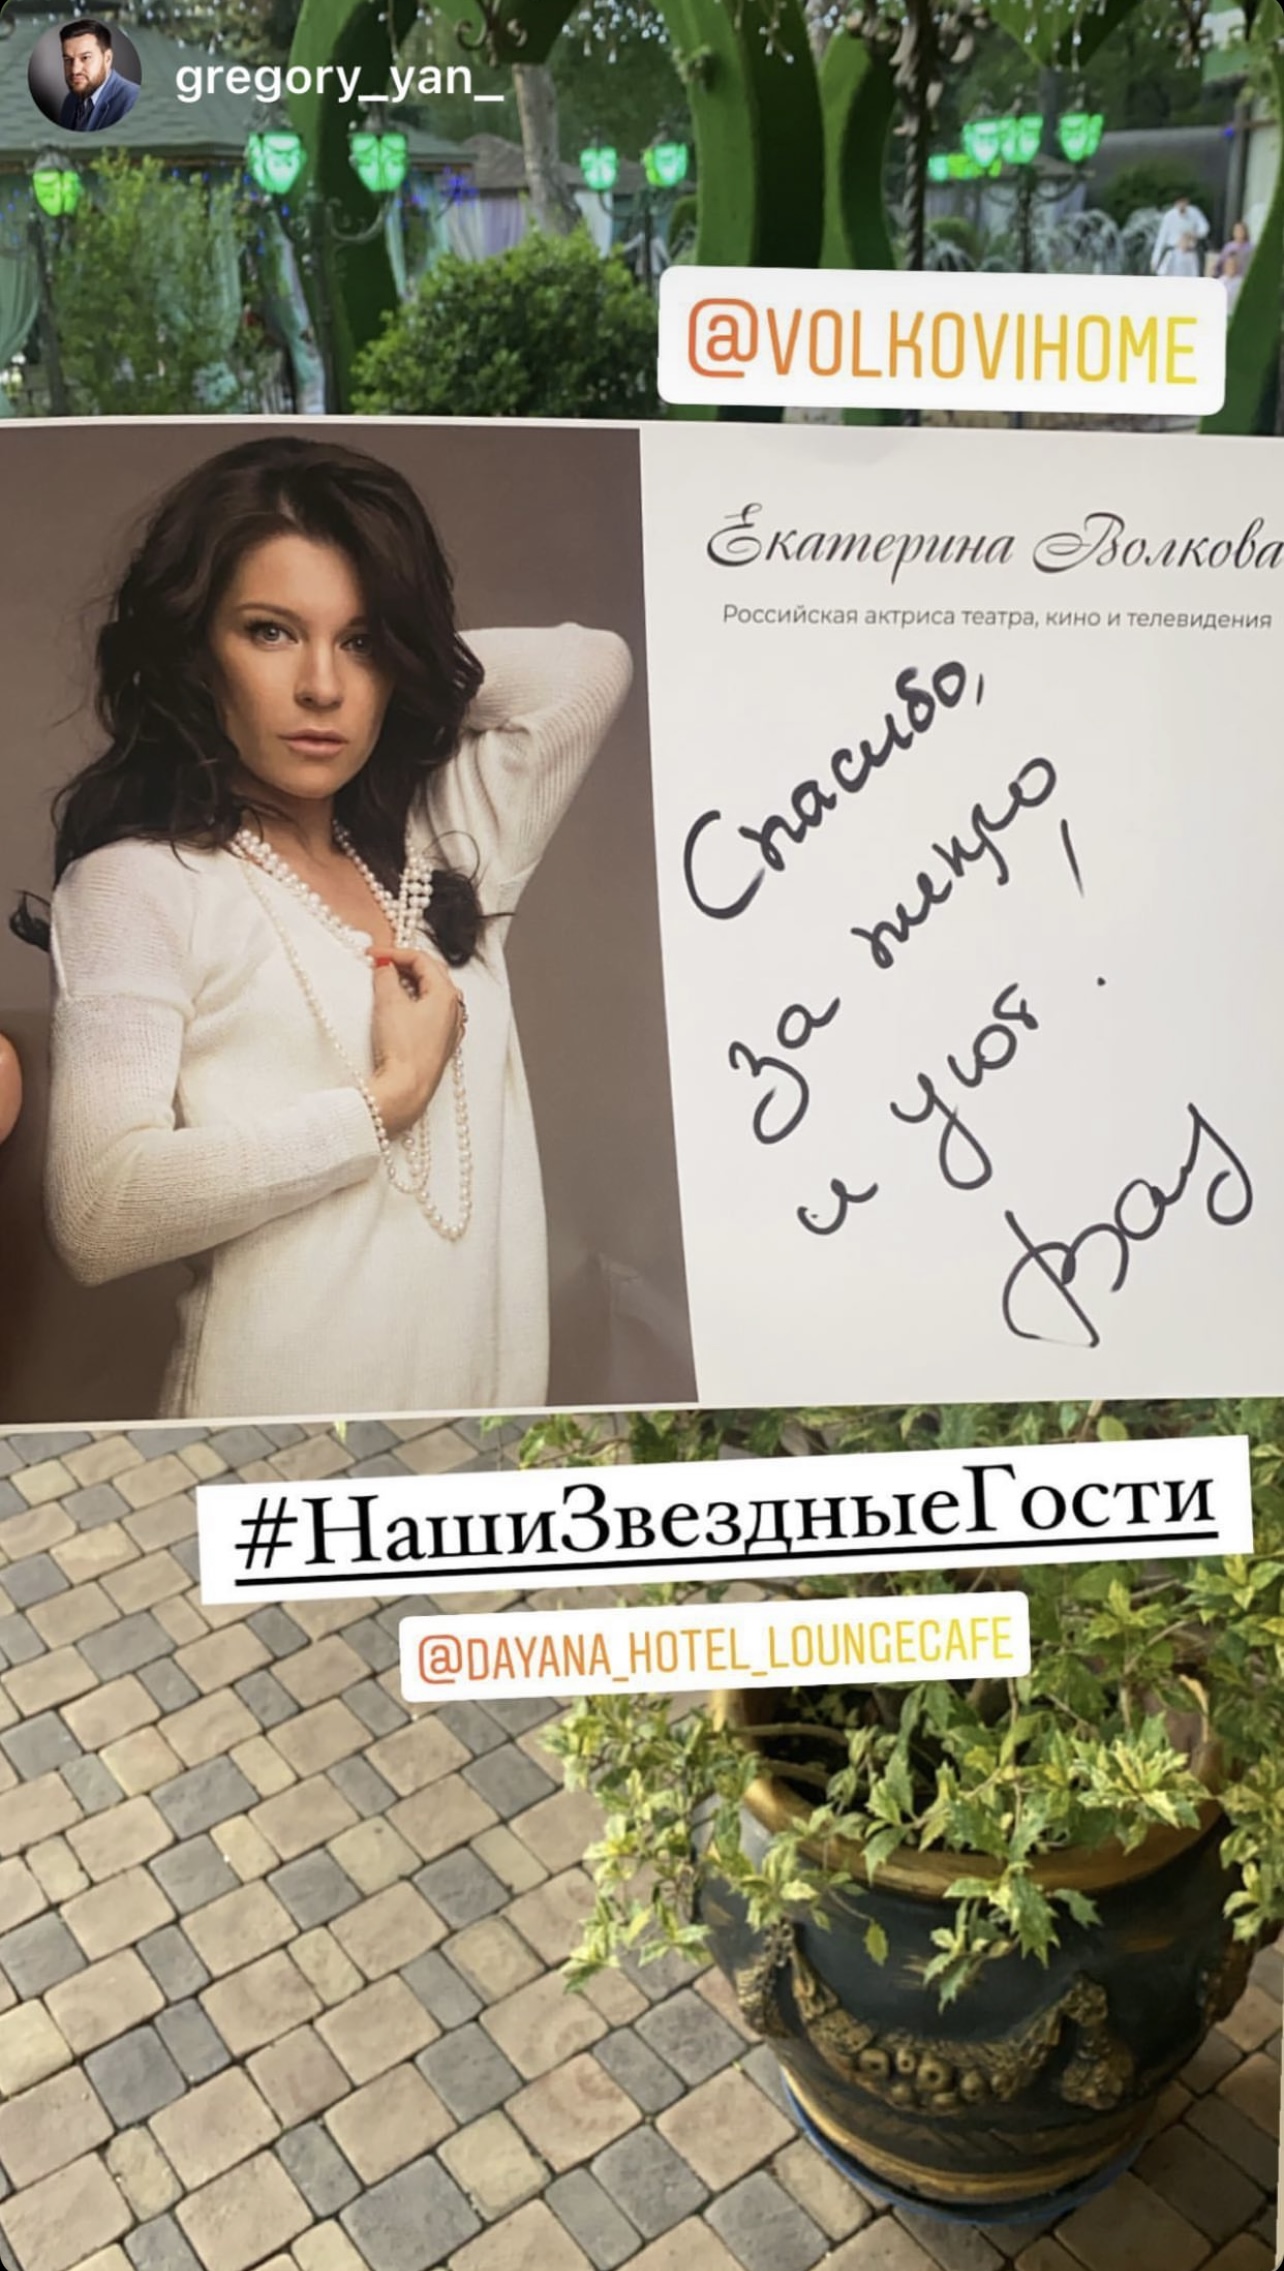 gregory_yan_
@VOLKOVIHOME
Екатерина Волкова
Российская актриса театра, кино и телевидения
Спасибо,
за тепло
и уют!
#НашиЗвездныеГости
@DAYANA_HOTEL_LOUNGECAFE